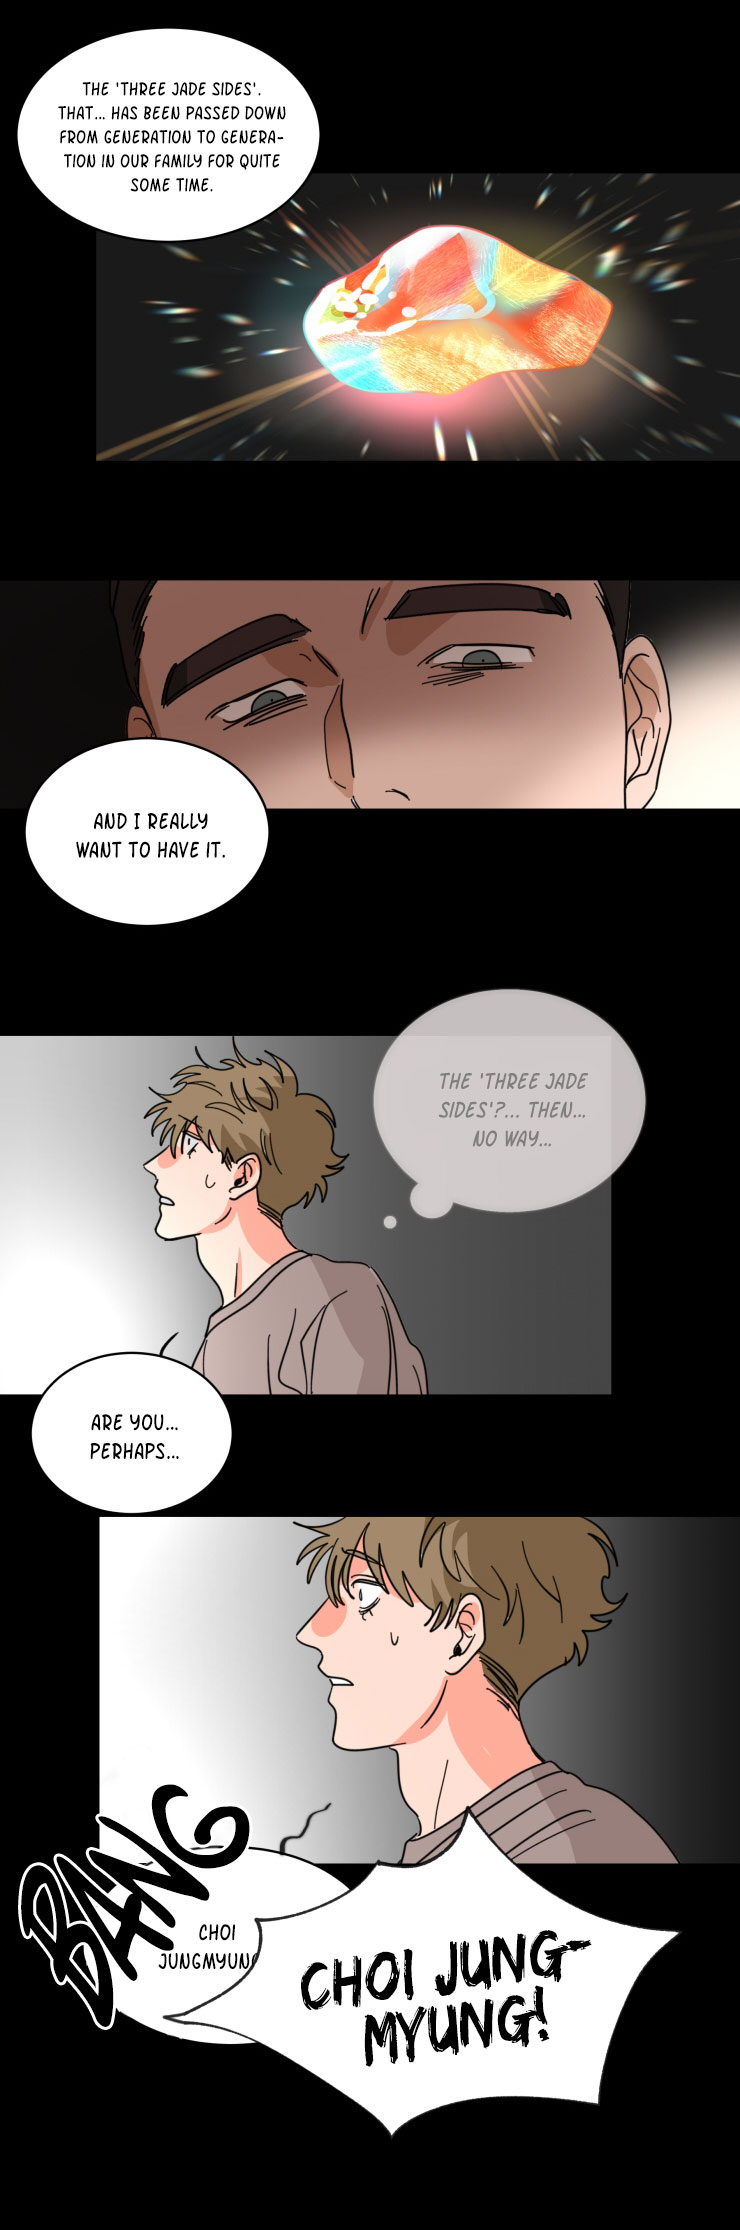 THE 'THREE JADE SIDES'.
THAT... HAS BEEN PASSED DOWN
FROM GENERATION TO GENERA-
TION IN OUR FAMILY FOR QUITE
SOME TIME.
AND I REALLY
WANT TO HAVE IT.
THE 'THREE JADE
SIDES'?... THEN...
NO WAY...
ARE YOU...
PERHAPS...
BANG
CHOI
JUNGMYUNG
CHOI JUNG-
MYUNG!